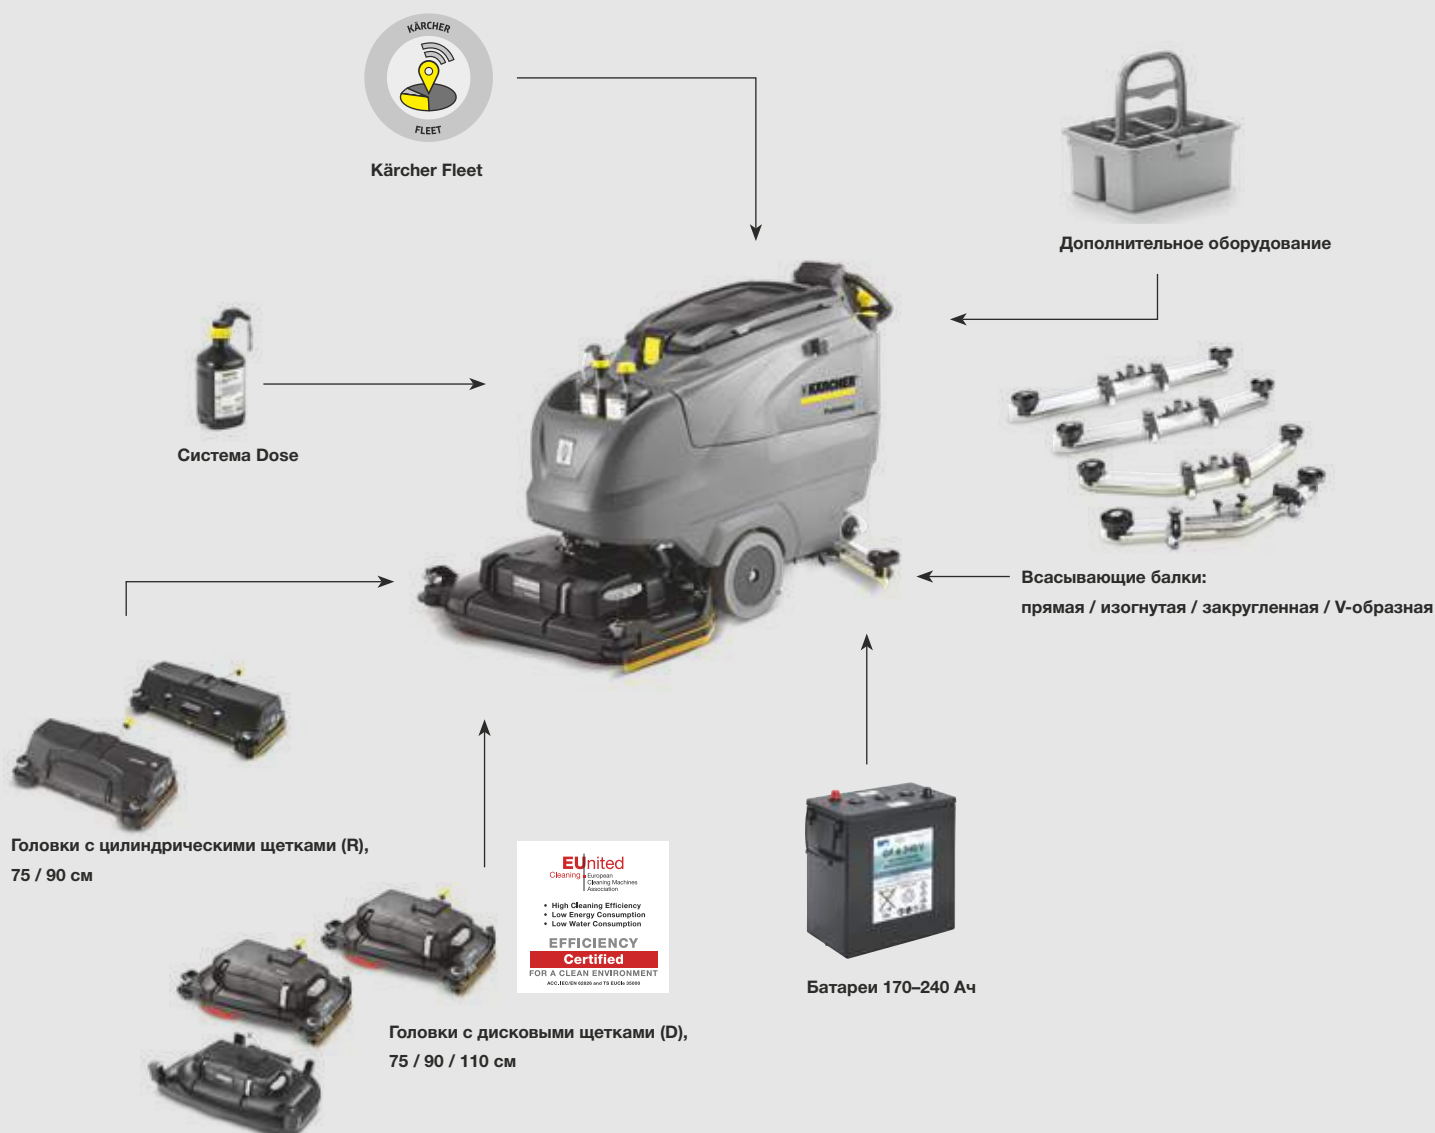 KÄRCHER
FLEET
Kärcher Fleet
Дополнительное оборудование
Система Dose
KÄRCHER
Professional
Всасывающие балки:
прямая / изогнутая / закругленная / V-образная
Головки с цилиндрическими щетками (R),
75 / 90 см
EUnited
Cleaning
European
Cleaning Machines
Association
• High Cleaning Efficiency
• Low Energy Consumption
• Low Water Consumption
EFFICIENCY
Certified
FOR A CLEAN ENVIRONMENT
Батареи 170–240 Ач
Головки с дисковыми щетками (D),
75 / 90 / 110 см